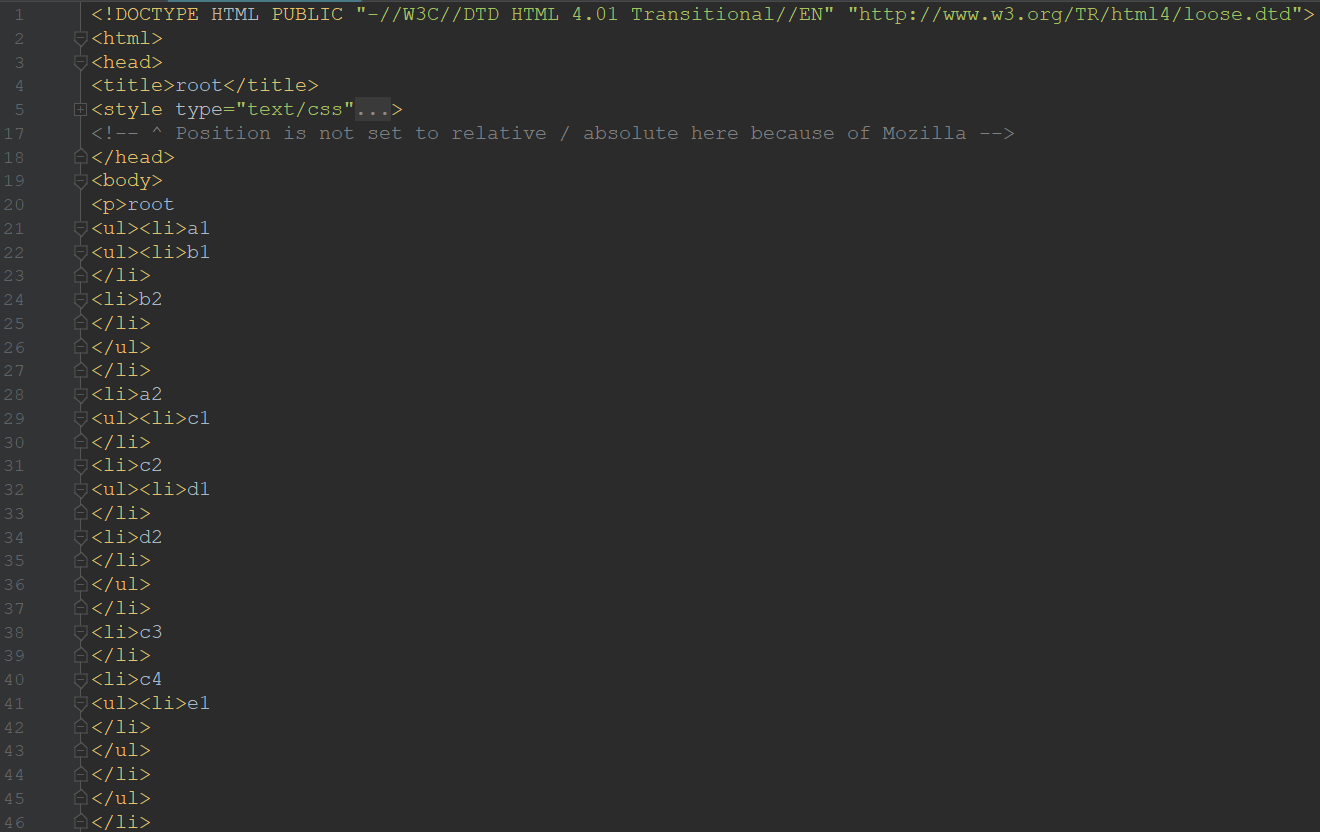 1 <!DOCTYPE HTML PUBLIC "-//W3C//DTD HTML 4.01 Transitional//EN" "http://www.w3.org/TR/html4/loose.dtd">
2 <html>
3 <head>
4 <title>root</title>
5 <style type="text/css"...>
17 <!-- ^ Position is not set to relative / absolute here because of Mozilla -->
18 </head>
19 <body>
20 <p>root
21 <ul><li>a1
22 <ul><li>b1
23 </li>
24 <li>b2
25 </li>
26 </ul>
27 </li>
28 <li>a2
29 <ul><li>c1
30 </li>
31 <li>c2
32 <ul><li>d1
33 </li>
34 <li>d2
35 </li>
36 </ul>
37 </li>
38 <li>c3
39 </li>
40 <li>c4
41 <ul><li>e1
42 </li>
43 </ul>
44 </li>
45 </ul>
46 </li>